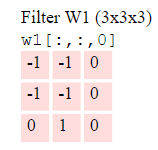 Filter W1 (3x3x3)
w1[:,:,0]
-1 -1 0
-1 -1 0
0 1 0